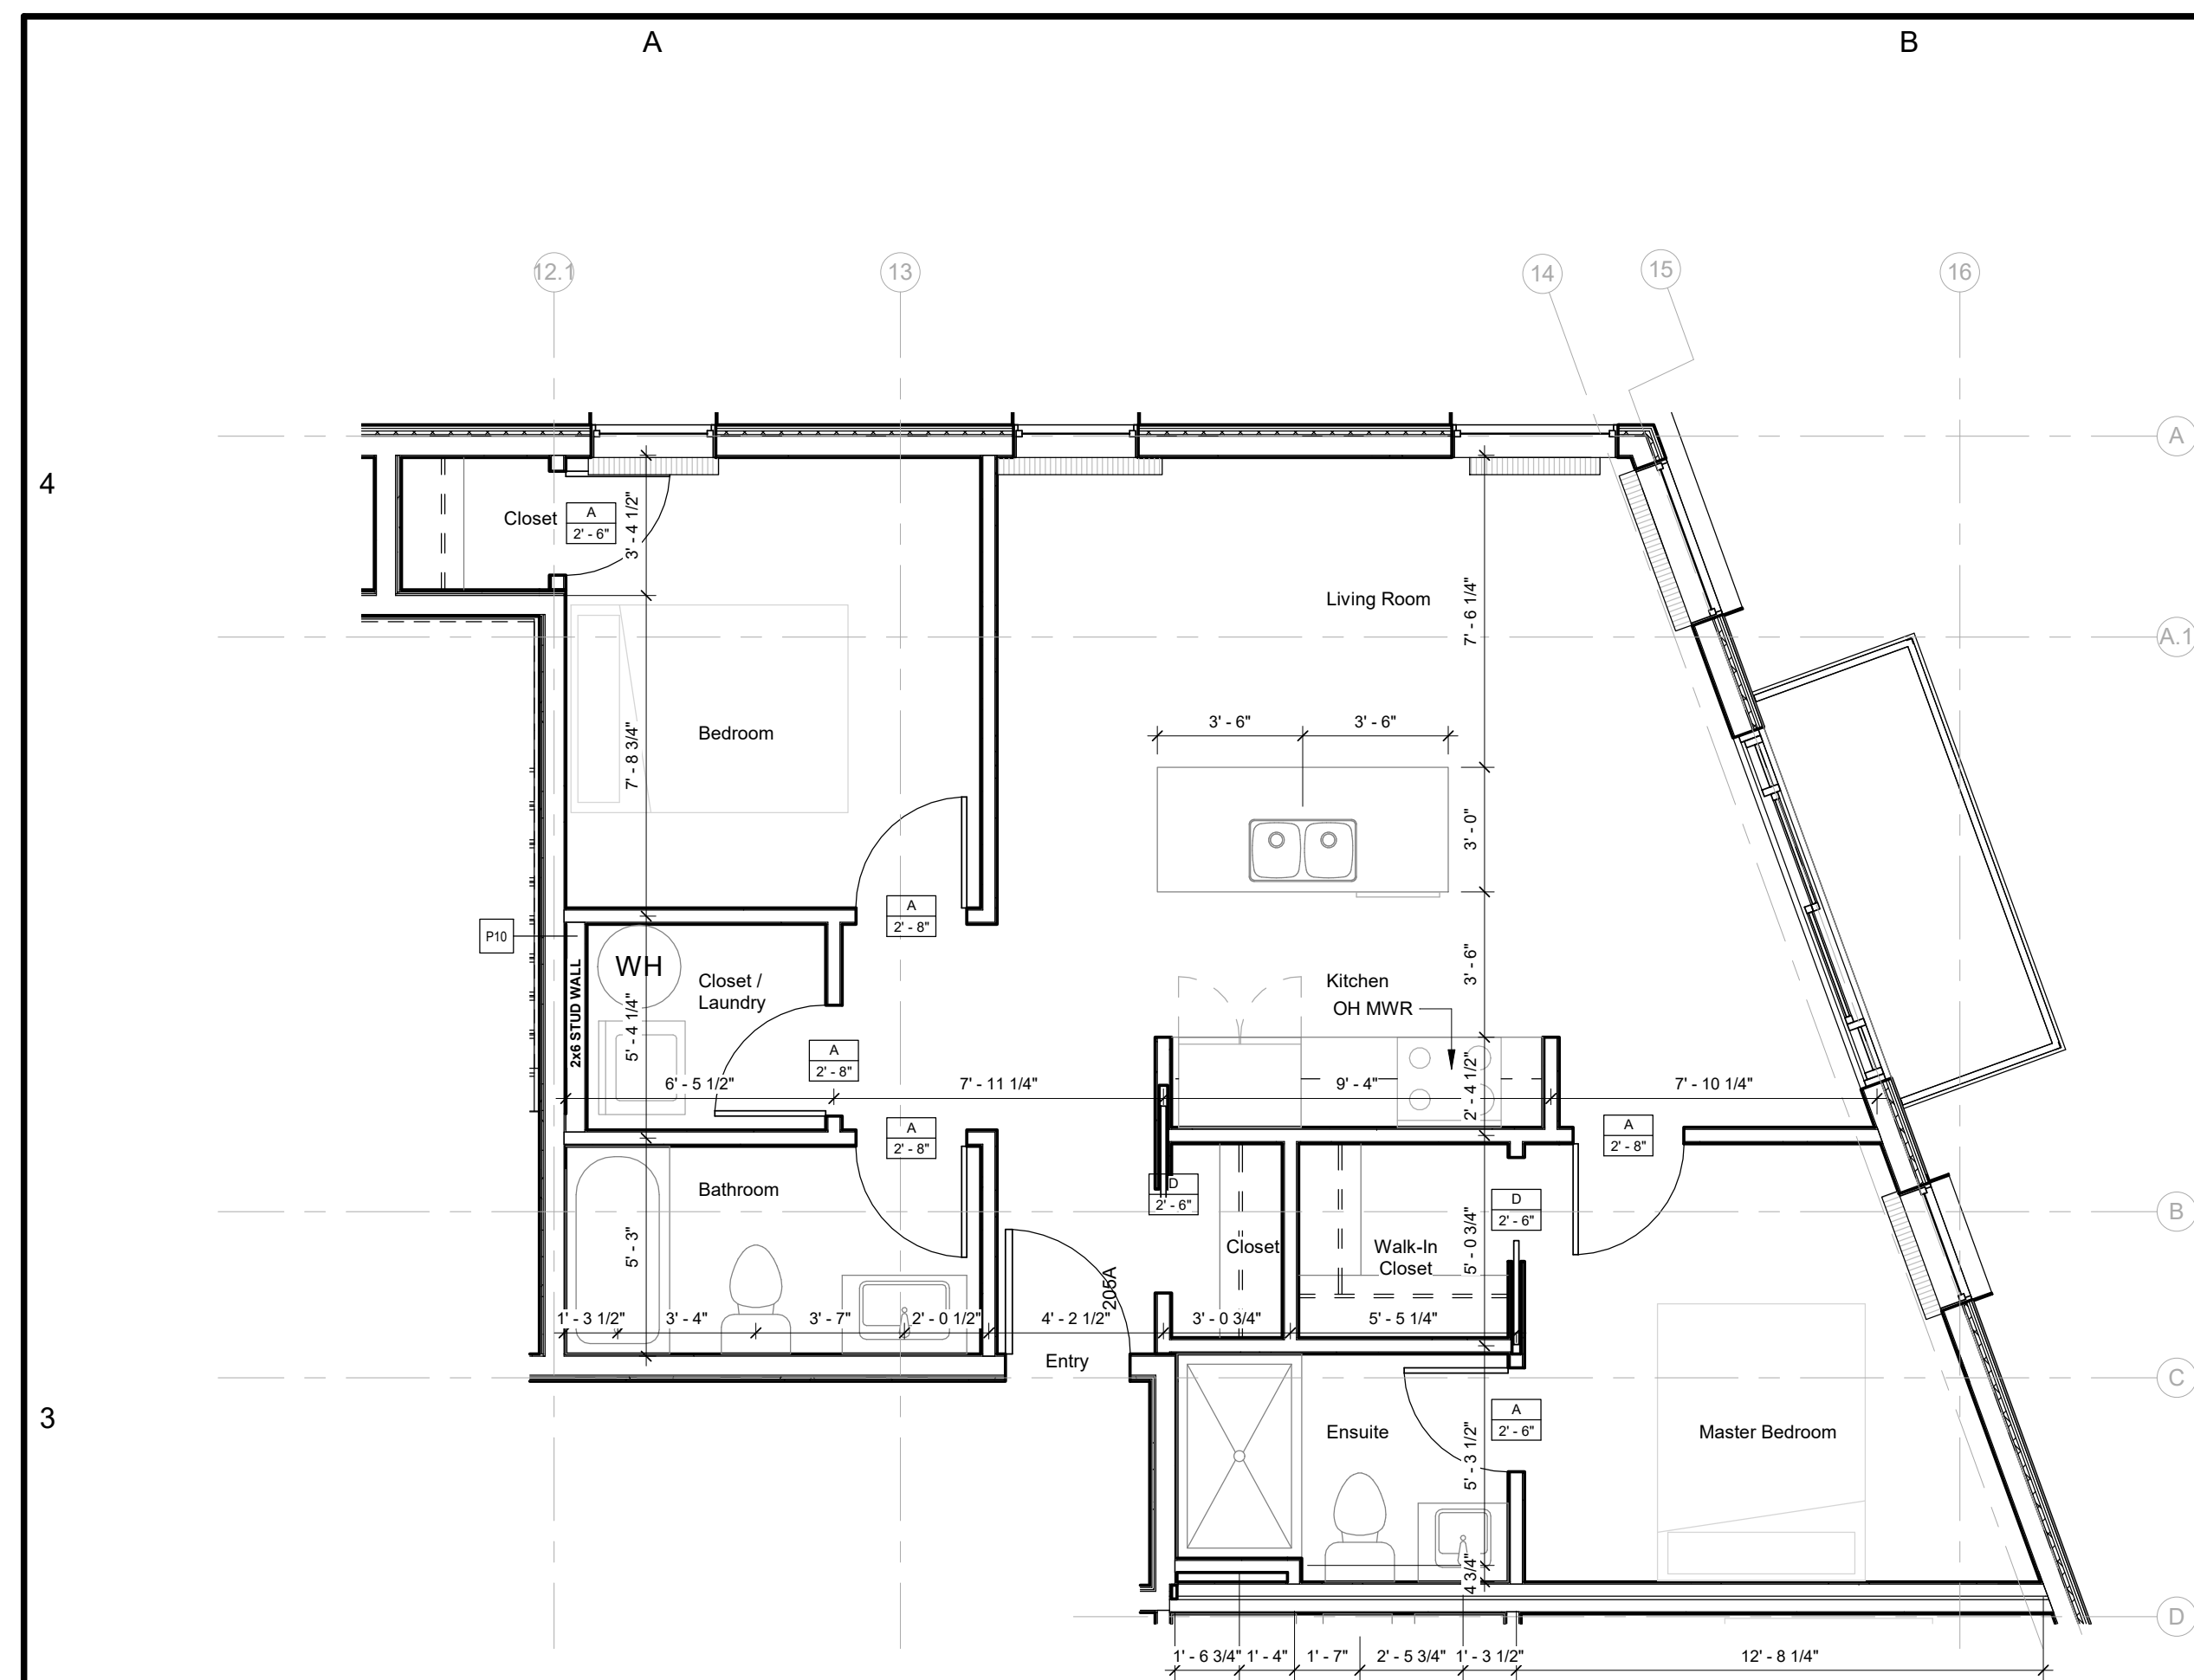 A
B
12.1
13
14
15
16
A
4
Closet
A
2' - 6"
3' - 4 1/2"
Living Room
7' - 6 1/4"
A.1
3' - 6"
3' - 6"
Bedroom
7' - 8 3/4"
3' - 0"
A
2' - 8"
P10
2x6 STUD WALL
WH
Closet /
Laundry
5' - 4 1/4"
Kitchen
OH MWR
3' - 6"
A
2' - 8"
6' - 5 1/2"
7' - 11 1/4"
9' - 4"
2' - 4 1/2"
7' - 10 1/4"
A
2' - 8"
A
2' - 8"
Bathroom
D
2' - 6"
D
2' - 6"
B
5' - 3"
Closet
Walk-In
Closet
5' - 0 3/4"
205A
1' - 3 1/2"
3' - 4"
3' - 7"
2' - 0 1/2"
4' - 2 1/2"
3' - 0 3/4"
5' - 5 1/4"
Entry
C
3
A
2' - 6"
Ensuite
5' - 3 1/2"
Master Bedroom
4 3/4"
D
1' - 6 3/4"
1' - 4"
1' - 7"
2' - 5 3/4"
1' - 3 1/2"
12' - 8 1/4"